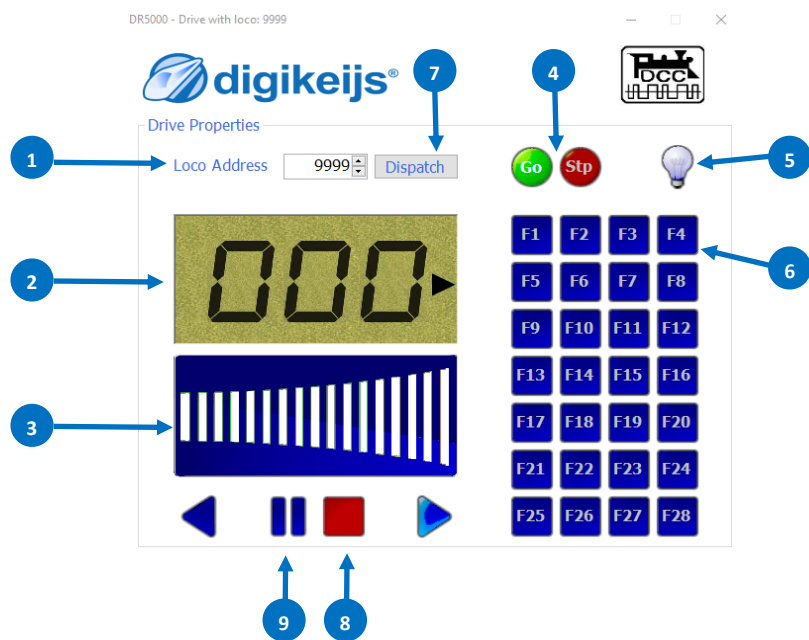 DR5000 - Drive with loco: 9999
digikeijs®
DCC
7
4
Drive Properties
1
Loco Address
9999
Dispatch
Go
Stp
5
2
000
F1 F2 F3 F4
6
F5 F6 F7 F8
F9 F10 F11 F12
3
F13 F14 F15 F16
F17 F18 F19 F20
F21 F22 F23 F24
F25 F26 F27 F28
9
8